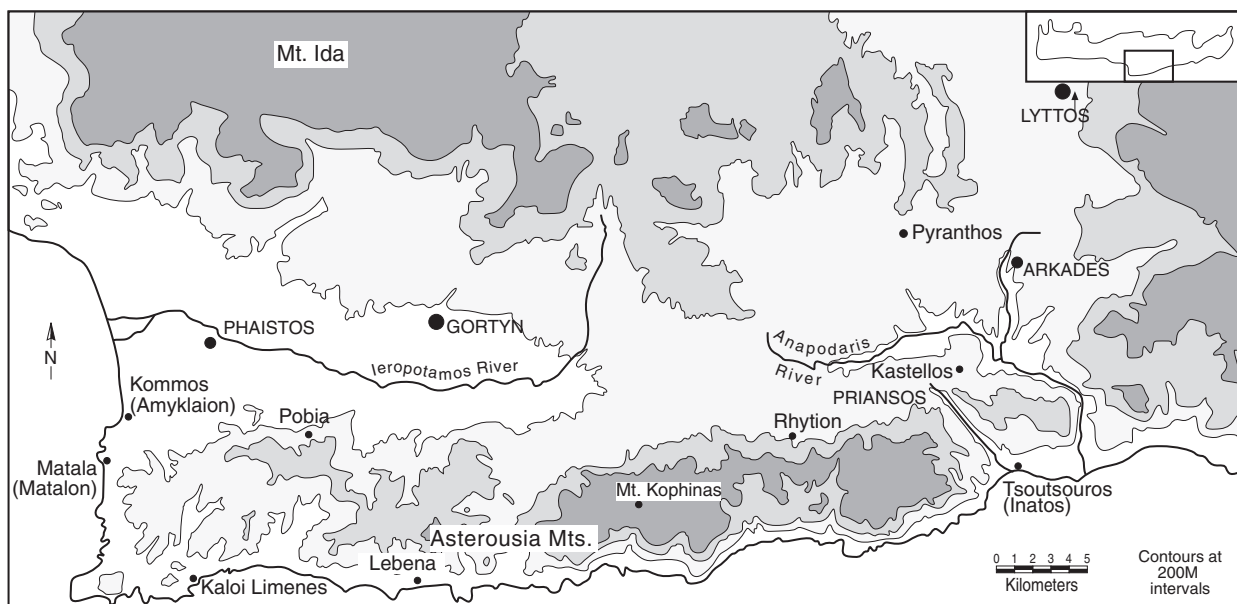 Mt. Ida
LYTTOS
Pyranthos
ARKADES
PHAISTOS
GORTYN
N
Ieropotamos River
Anapodaris
River
Kastellos
PRIANSOS
Kommos
(Amyklaion)
Pobia
Rhytion
Matala
(Matalon)
Mt. Kophinas
Tsoutsouros
(Inatos)
Asterousia Mts.
Lebena
Kaloi Limenes
0 1 2 3 4 5
Kilometers
Contours at
200M
intervals